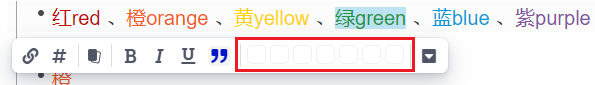 • 红red 、橙orange 、黄yellow 、绿green 、蓝blue 、紫purple
# B I U
• 橙